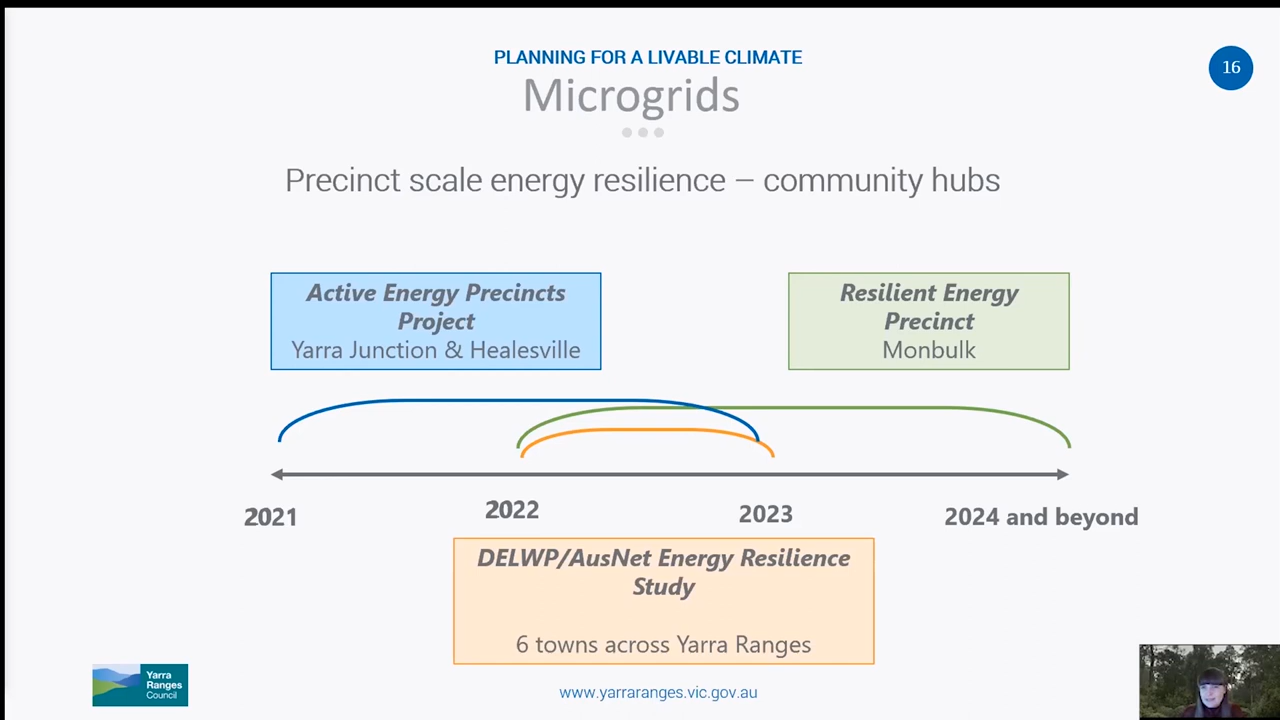 PLANNING FOR A LIVABLE CLIMATE
16
Microgrids
Precinct scale energy resilience – community hubs
Active Energy Precincts
Project
Yarra Junction & Healesville
Resilient Energy
Precinct
Monbulk
2021
2022
2023
2024 and beyond
DELWP/AusNet Energy Resilience
Study
6 towns across Yarra Ranges
Yarra
Ranges
Council
www.yarraranges.vic.gov.au